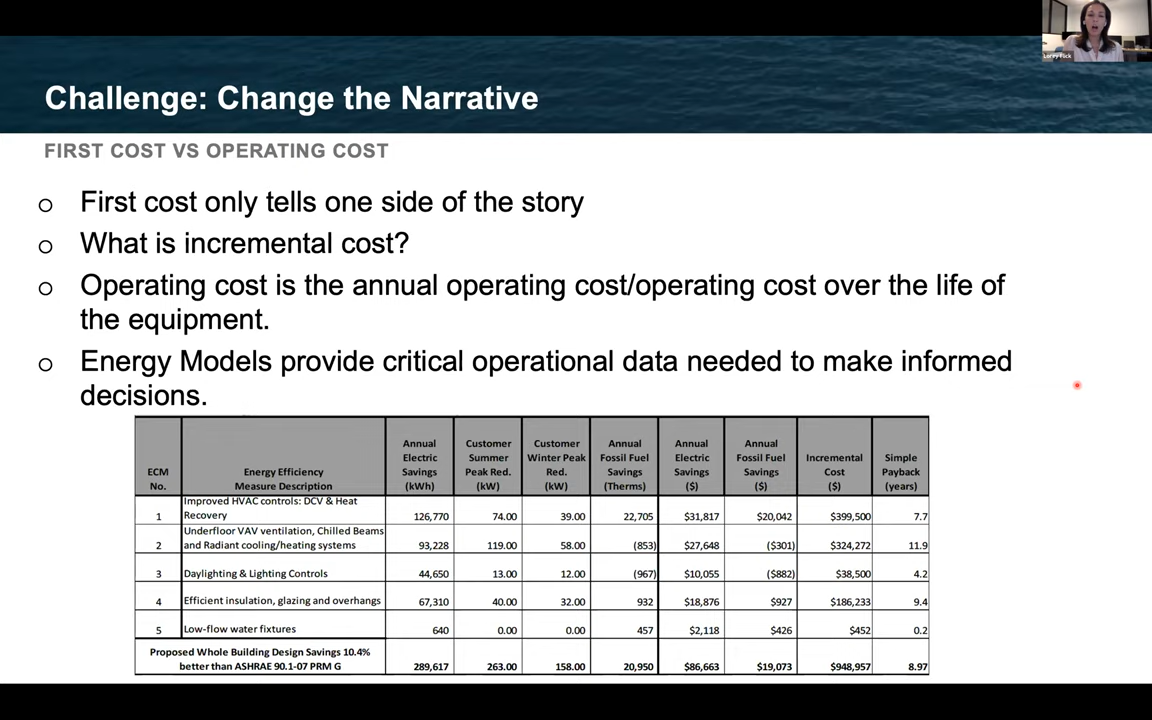 Lorey Flick
Challenge: Change the Narrative
FIRST COST VS OPERATING COST
o First cost only tells one side of the story
o What is incremental cost?
o Operating cost is the annual operating cost/operating cost over the life of
the equipment.
o Energy Models provide critical operational data needed to make informed
decisions.
ECM No. | Energy Efficiency Measure Description | Annual Electric Savings (kWh) | Customer Summer Peak Red. (kW) | Customer Winter Peak Red. (kW) | Annual Fossil Fuel Savings (Therms) | Annual Electric Savings ($) | Annual Fossil Fuel Savings ($) | Incremental Cost ($) | Simple Payback (years)
1 | Improved HVAC controls: DCV & Heat Recovery | 126,770 | 74.00 | 39.00 | 22,705 | $31,817 | $20,042 | $399,500 | 7.7
2 | Underfloor VAV ventilation, Chilled Beams and Radiant cooling/heating systems | 93,228 | 119.00 | 58.00 | (853) | $27,648 | ($301) | $324,272 | 11.9
3 | Daylighting & Lighting Controls | 44,650 | 13.00 | 12.00 | (967) | $10,055 | ($882) | $38,500 | 4.2
4 | Efficient insulation, glazing and overhangs | 67,310 | 40.00 | 32.00 | 932 | $18,876 | $927 | $186,233 | 9.4
5 | Low-flow water fixtures | 640 | 0.00 | 0.00 | 457 | $2,118 | $426 | $452 | 0.2
Proposed Whole Building Design Savings 10.4% better than ASHRAE 90.1-07 PRM G | 289,617 | 263.00 | 158.00 | 20,950 | $86,663 | $19,073 | $948,957 | 8.97